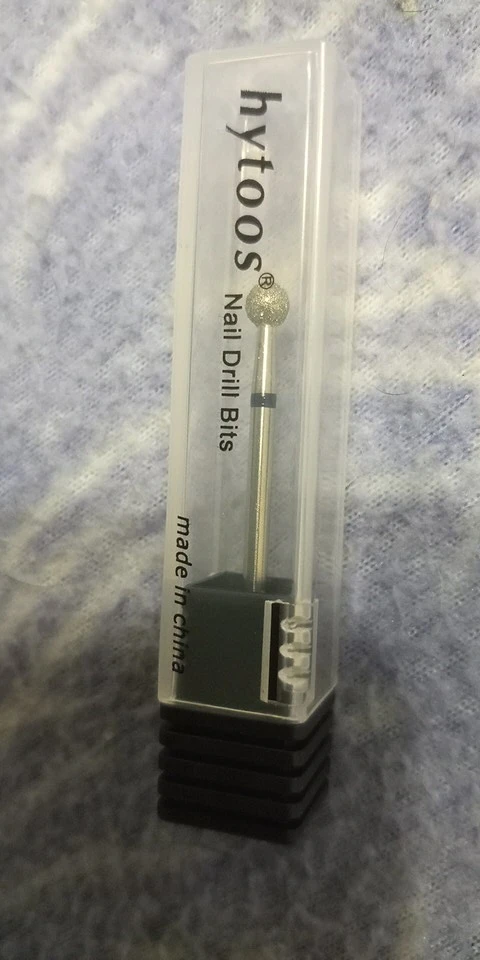 hytoos®
Nail Drill Bits
made in china